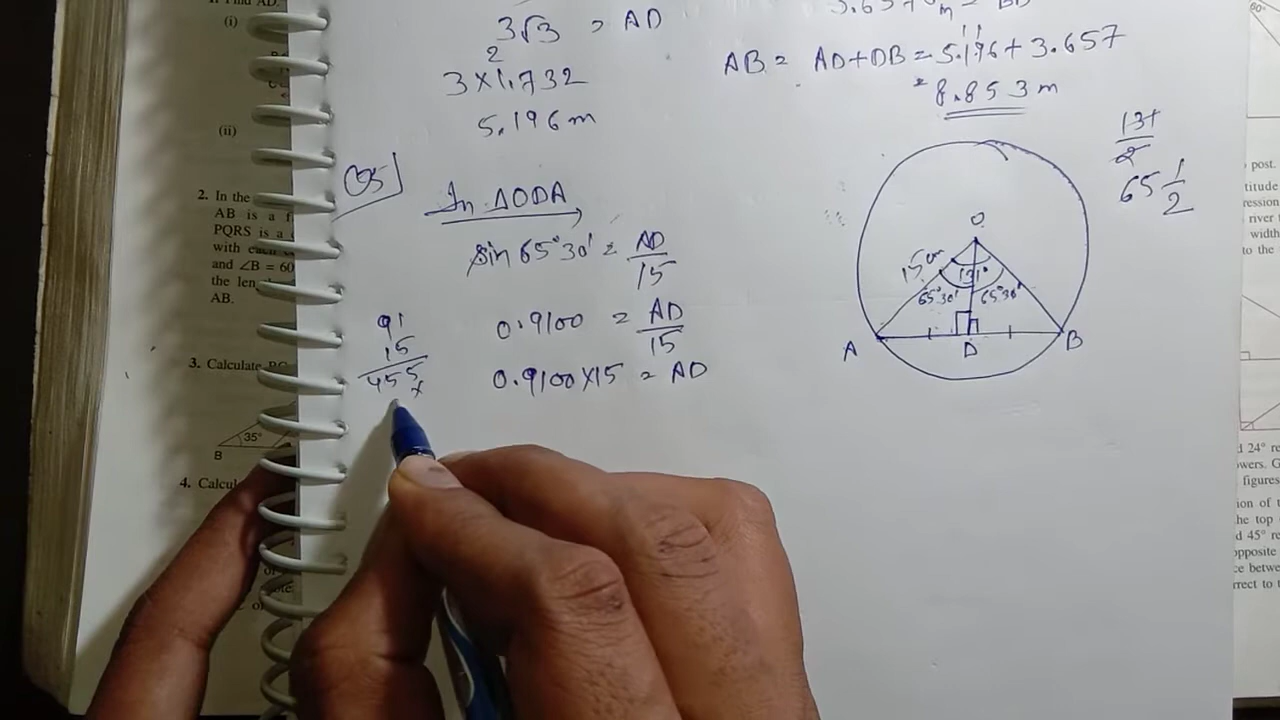 (i)
3√3 = AD
2
3×1.732
5.196 m
AB = AD+DB = 5.196 + 3.657
11
= 8.853 m
(ii)
131
2
65 1/2
Q5]
In ΔODA
sin 65°30' = AD/15
0.9100 = AD/15
0.9100×15 = AD
91
15
455
x
O
15cm
131°
65°30' 65°30'
A D B
2. In the
AB is a f
PQRS is a
with each
and ∠B = 60
the len
AB.
3. Calculate
35°
B
4. Calcul
post.
titude
ression
river
width
to the
d 24° re
owers. G
figures
ion of t
he top
d 45° re
opposite
ce betwe
rrect to t